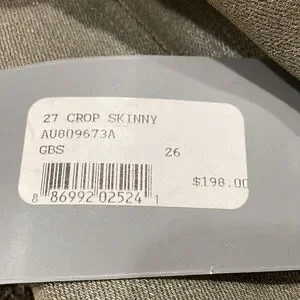 27 CROP SKINNY
AU809673A
GBS 26
$198.00
8 86992 02524 1